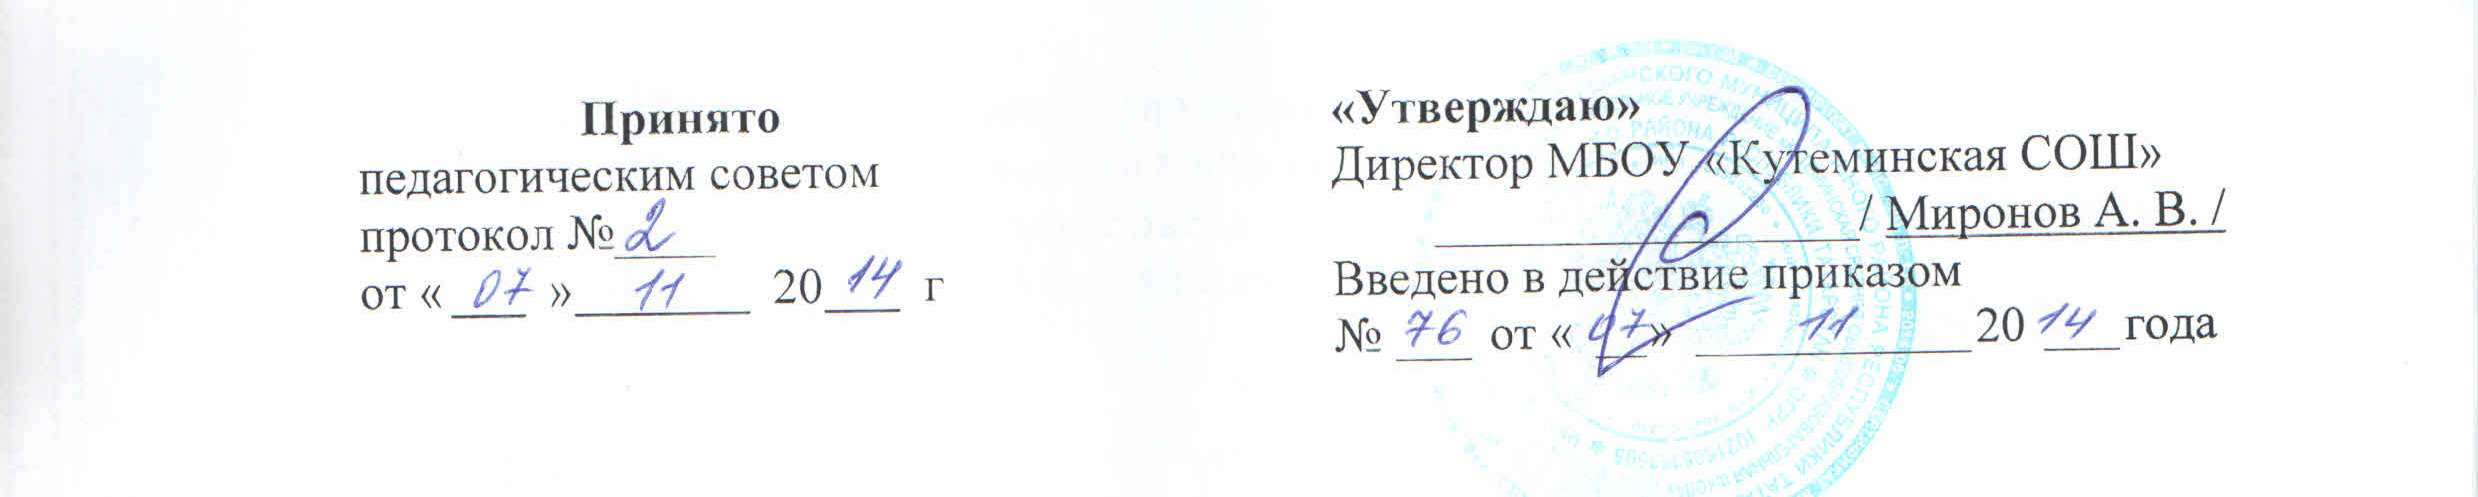 Принято
педагогическим советом
протокол № 2
от « 07 » 11 20 14 г
«Утверждаю»
Директор МБОУ «Кутеминская СОШ»
/ Миронов А. В. /
Введено в действие приказом
№ 76 от « 07 » 11 20 14 года